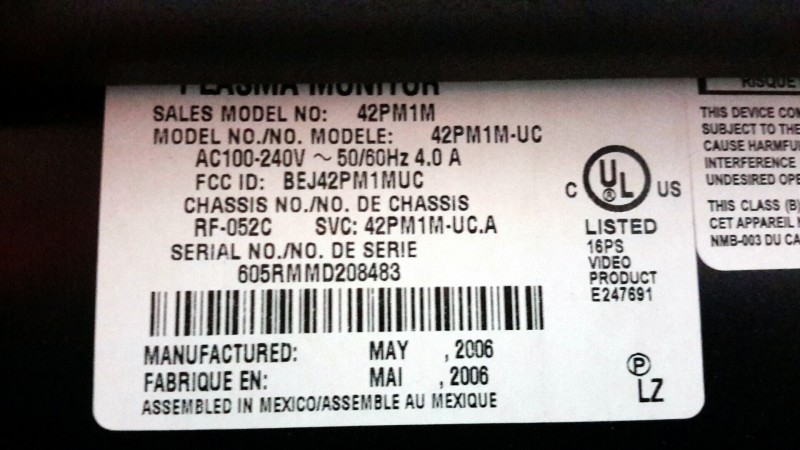 PLASMA MONITOR
SALES MODEL NO: 42PM1M
MODEL NO./NO. MODELE: 42PM1M-UC
AC100-240V ~ 50/60Hz 4.0 A
FCC ID: BEJ42PM1MUC
CHASSIS NO./NO. DE CHASSIS
RF-052C SVC: 42PM1M-UC.A
SERIAL NO./NO. DE SERIE
605RMMD208483
MANUFACTURED: MAY , 2006
FABRIQUE EN: MAI , 2006
ASSEMBLED IN MEXICO/ASSEMBLE AU MEXIQUE
C UL US
LISTED
16PS
VIDEO
PRODUCT
E247691
P
LZ
RISQUE
THIS DEVICE COM
SUBJECT TO THE
CAUSE HARMFU
INTERFERENCE
UNDESIRED OPE
THIS CLASS (B)
CET APPAREIL
NMB-003 DU CA